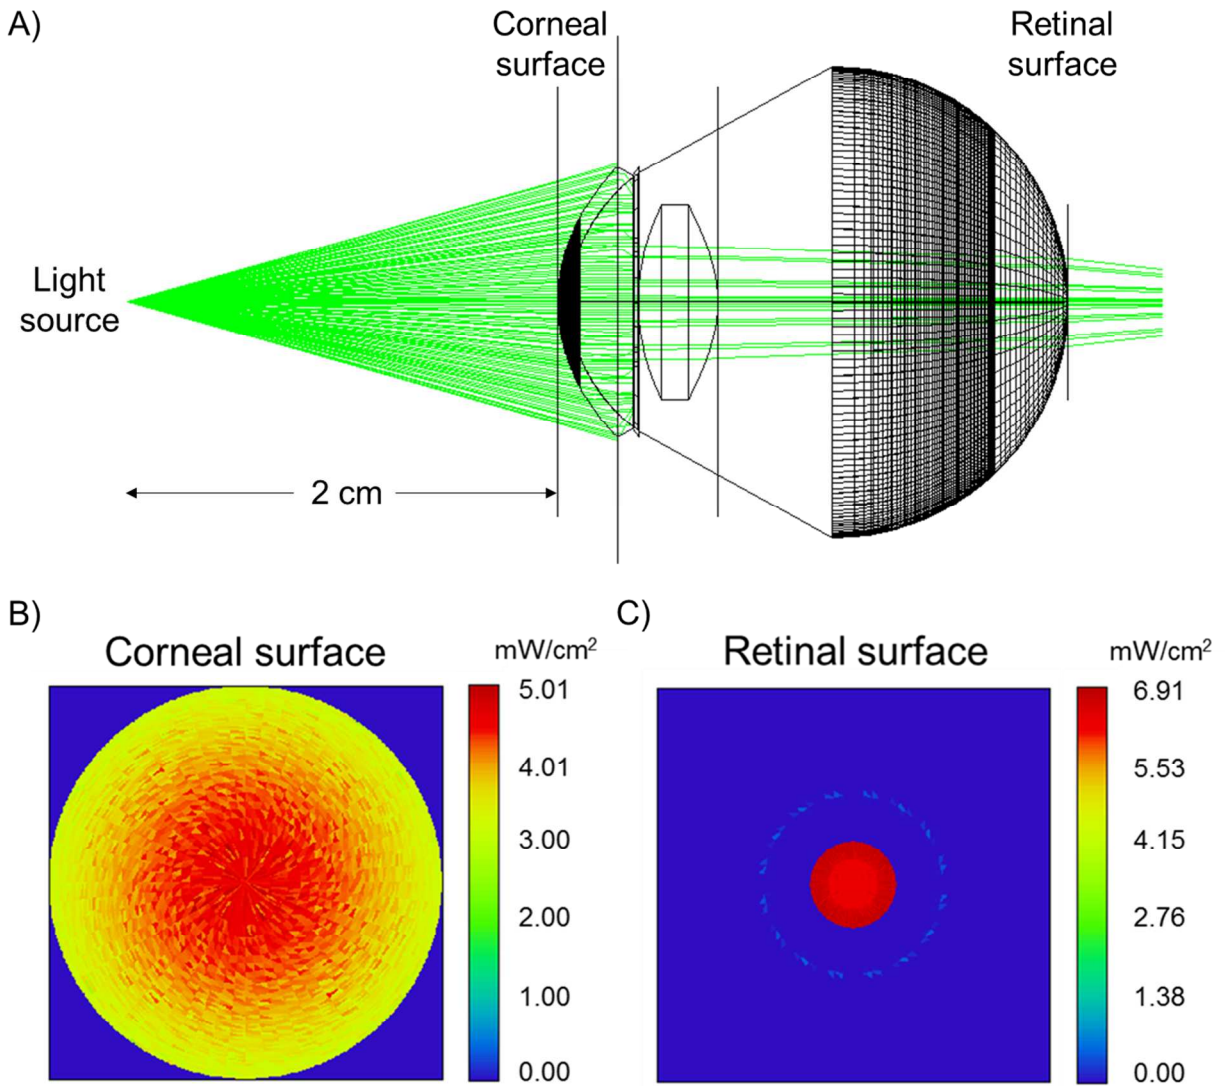 A)
Corneal
surface
Retinal
surface
Light
source
2 cm
B)
Corneal surface
mW/cm²
5.01
4.01
3.00
2.00
1.00
0.00
C)
Retinal surface
mW/cm²
6.91
5.53
4.15
2.76
1.38
0.00